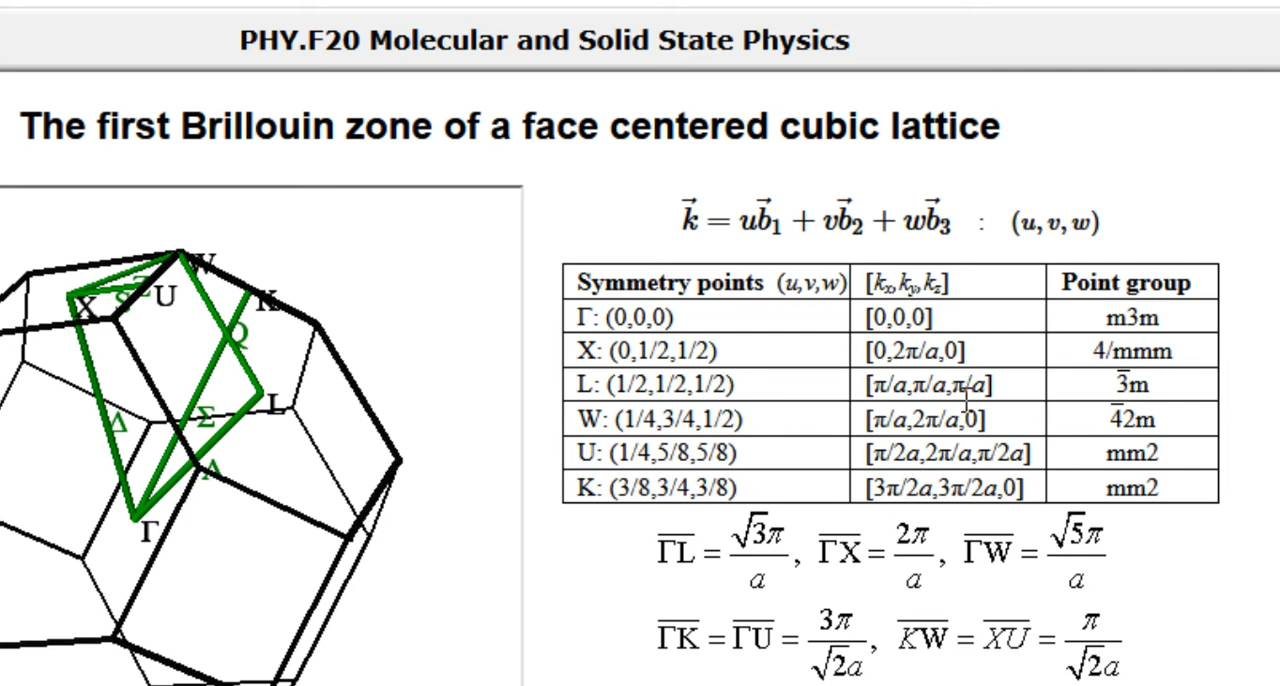 PHY.F20 Molecular and Solid State Physics
The first Brillouin zone of a face centered cubic lattice
k⃗ = ub⃗₁ + vb⃗₂ + wb⃗₃ : (u,v,w)
Symmetry points (u,v,w) [kₓ,kᵧ,k_z] Point group
Γ: (0,0,0) [0,0,0] m3m
X: (0,1/2,1/2) [0,2π/a,0] 4/mmm
L: (1/2,1/2,1/2) [π/a,π/a,π/a] 3̅m
W: (1/4,3/4,1/2) [π/a,2π/a,0] 4̅2m
U: (1/4,5/8,5/8) [π/2a,2π/a,π/2a] mm2
K: (3/8,3/4,3/8) [3π/2a,3π/2a,0] mm2
ΓL = √3π/a, ΓX = 2π/a, ΓW = √5π/a
ΓK = ΓU = 3π/√2a, KW = XU = π/√2a
W
Z
X
S
U
K
Q
L
Δ
Σ
Λ
Γ